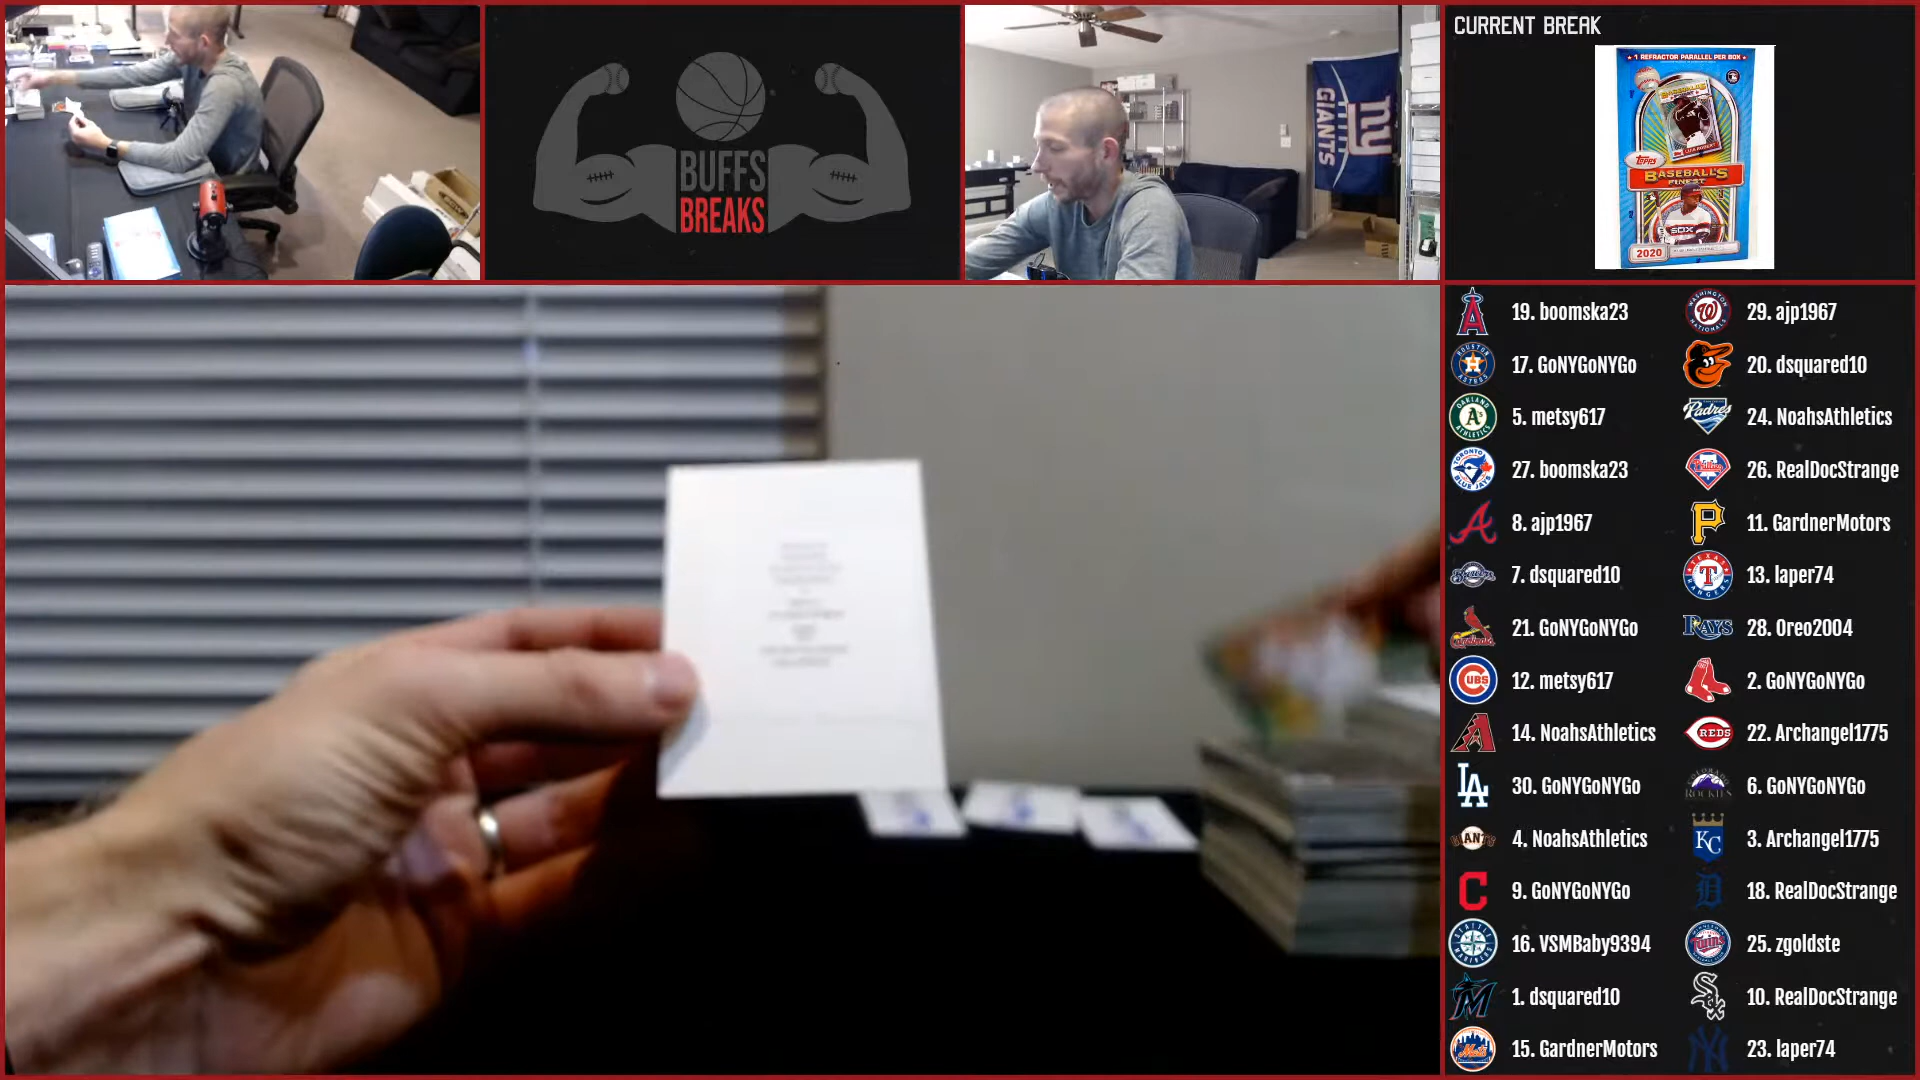 BUFFS
BREAKS
GIANTS
ny
CURRENT BREAK
1 REFRACTOR PARALLEL PER BOX
Topps
BASEBALL'S
FINEST
SOX
2020
19. boomska23
29. ajp1967
17. GoNYGoNYGo
20. dsquared10
5. metsy617
24. NoahsAthletics
27. boomska23
26. RealDocStrange
8. ajp1967
11. GardnerMotors
7. dsquared10
13. laper74
21. GoNYGoNYGo
28. Oreo2004
12. metsy617
2. GoNYGoNYGo
14. NoahsAthletics
22. Archangel1775
30. GoNYGoNYGo
6. GoNYGoNYGo
4. NoahsAthletics
3. Archangel1775
9. GoNYGoNYGo
18. RealDocStrange
16. VSMBaby9394
25. zgoldste
1. dsquared10
10. RealDocStrange
15. GardnerMotors
23. laper74